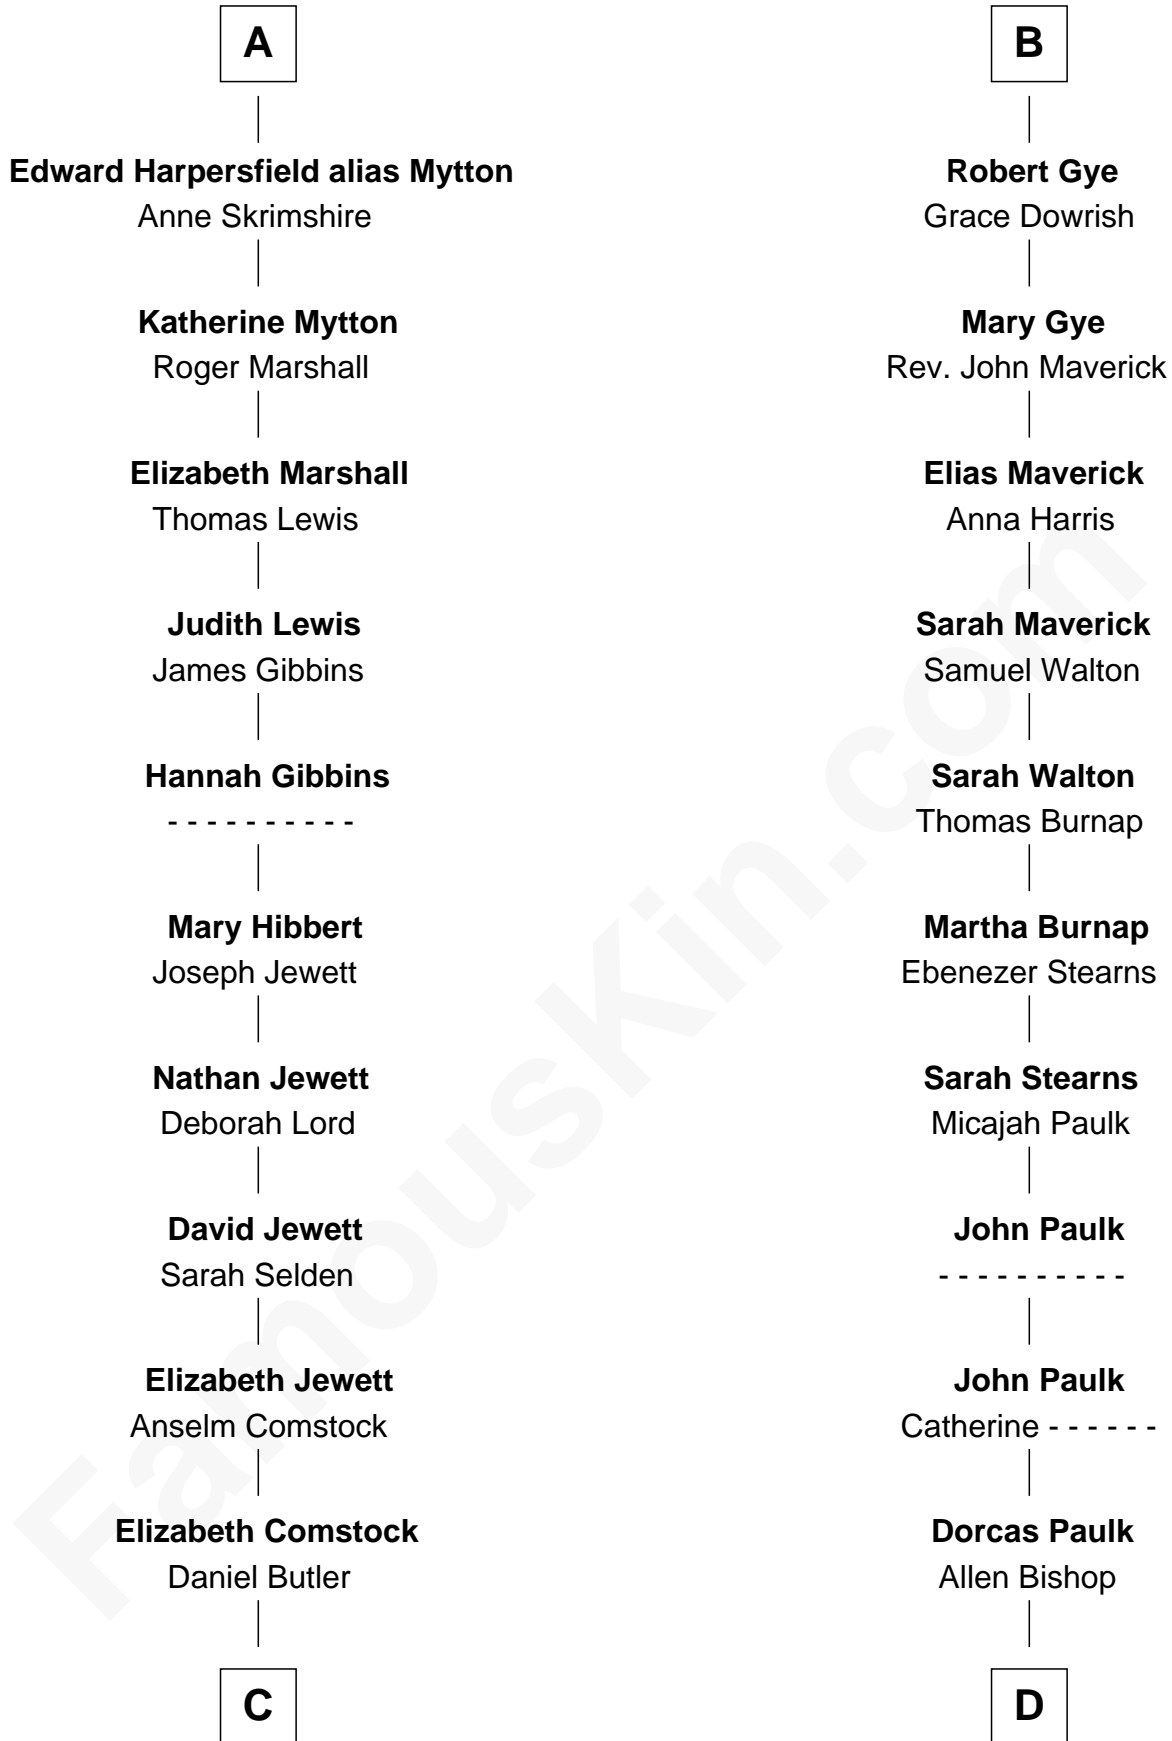 A
Edward Harpersfield alias Mytton
Anne Skrimshire
Katherine Mytton
Roger Marshall
Elizabeth Marshall
Thomas Lewis
Judith Lewis
James Gibbins
Hannah Gibbins
- - - - - - - - - -
Mary Hibbert
Joseph Jewett
Nathan Jewett
Deborah Lord
David Jewett
Sarah Selden
Elizabeth Jewett
Anselm Comstock
Elizabeth Comstock
Daniel Butler
C
B
Robert Gye
Grace Dowrish
Mary Gye
Rev. John Maverick
Elias Maverick
Anna Harris
Sarah Maverick
Samuel Walton
Sarah Walton
Thomas Burnap
Martha Burnap
Ebenezer Stearns
Sarah Stearns
Micajah Paulk
John Paulk
- - - - - - - - - -
John Paulk
Catherine - - - - - -
Dorcas Paulk
Allen Bishop
D
FamousKin.com